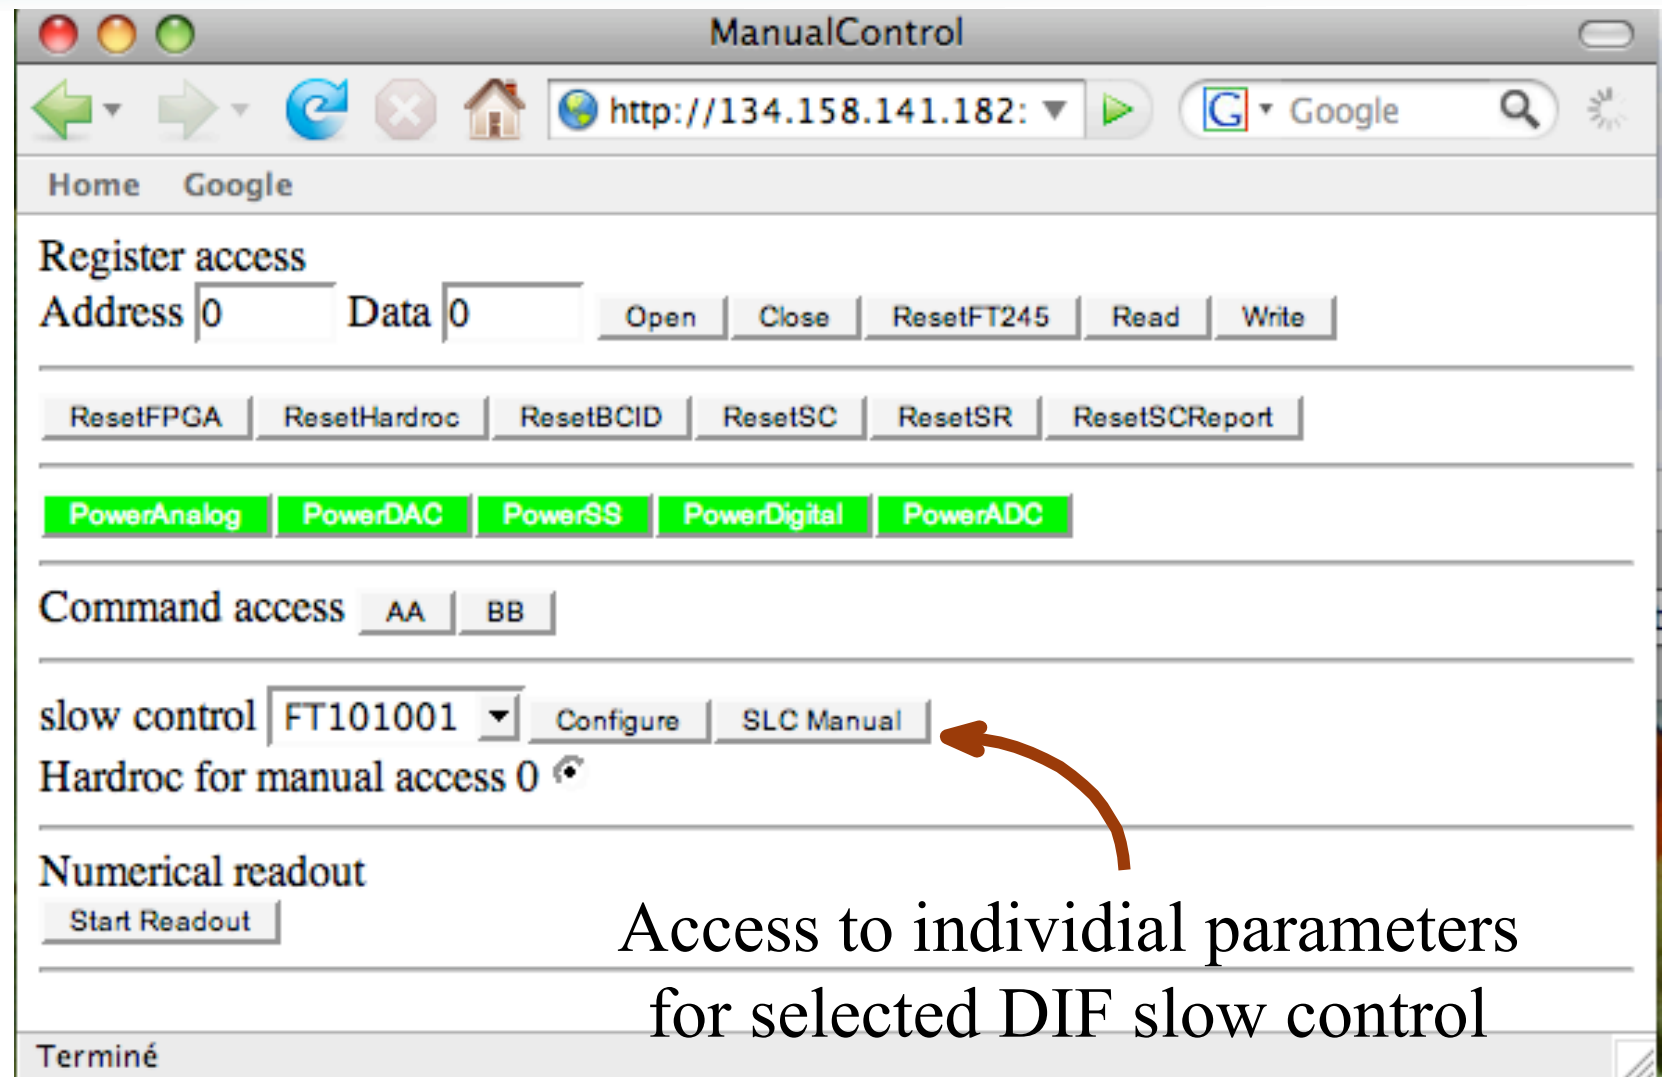 ManualControl
http://134.158.141.182: G Google
Home Google
Register access
Address 0 Data 0 Open Close ResetFT245 Read Write
ResetFPGA ResetHardroc ResetBCID ResetSC ResetSR ResetSCReport
PowerAnalog PowerDAC PowerSS PowerDigital PowerADC
Command access AA BB
slow control FT101001 Configure SLC Manual
Hardroc for manual access 0
Numerical readout
Start Readout
Access to individial parameters
for selected DIF slow control
Terminé